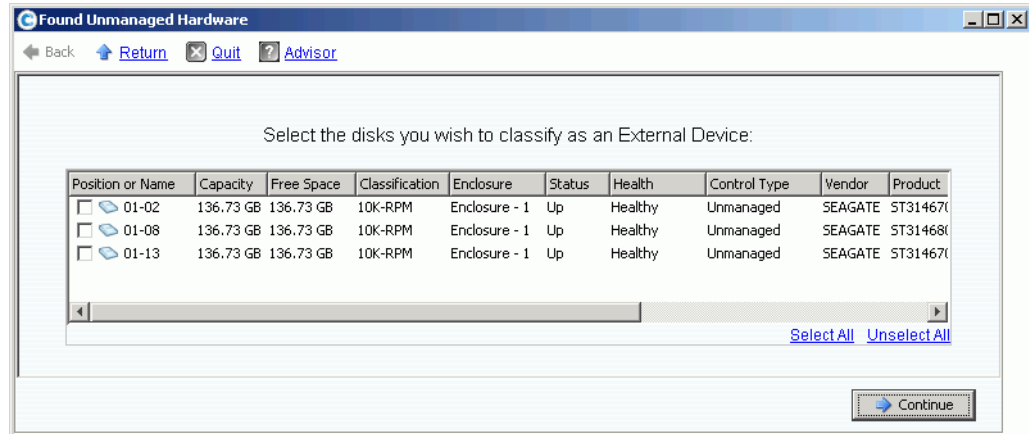 Found Unmanaged Hardware
Back Return Quit Advisor
Select the disks you wish to classify as an External Device:
Position or Name Capacity Free Space Classification Enclosure Status Health Control Type Vendor Product
01-02 136.73 GB 136.73 GB 10K-RPM Enclosure - 1 Up Healthy Unmanaged SEAGATE ST314670
01-08 136.73 GB 136.73 GB 10K-RPM Enclosure - 1 Up Healthy Unmanaged SEAGATE ST314680
01-13 136.73 GB 136.73 GB 10K-RPM Enclosure - 1 Up Healthy Unmanaged SEAGATE ST314670
Select All Unselect All
Continue